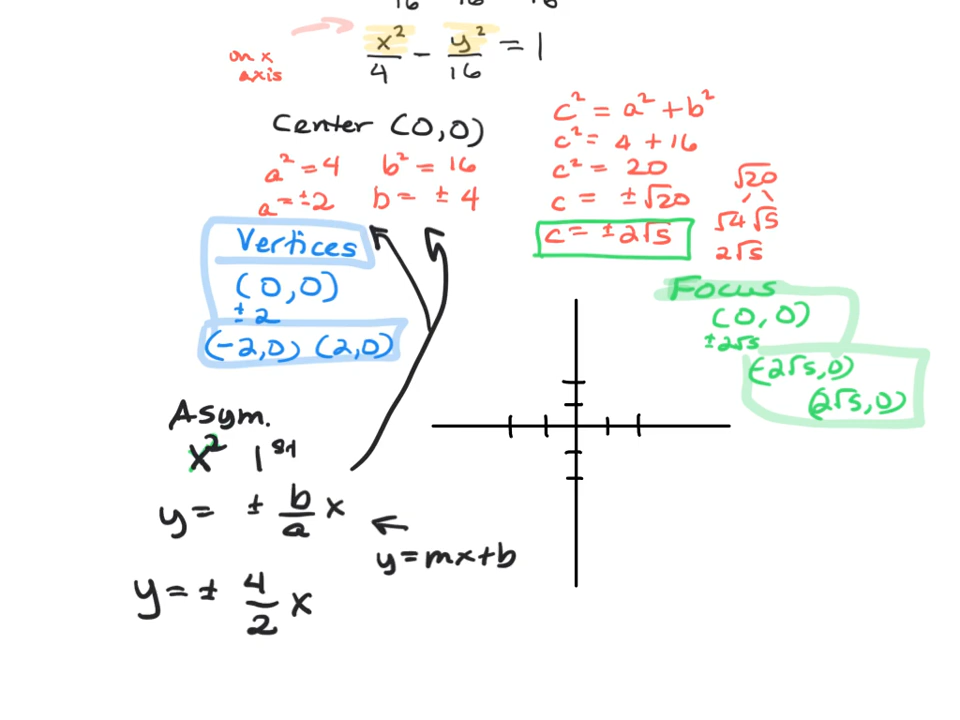 16 16 16
on x
axis
x²/4 - y²/16 = 1
Center (0,0)
a² = 4 b² = 16
a = ±2 b = ± 4
c² = a² + b²
c² = 4 + 16
c² = 20
c = ±√20
c = ±2√5
√20
√4 √5
2√5
Vertices
(0,0)
± 2
(-2,0) (2,0)
Focus
(0,0)
±2√5
(-2√5,0)
(2√5,0)
Asym.
x² 1st
y = ± b/a x
y=mx+b
y = ± 4/2 x